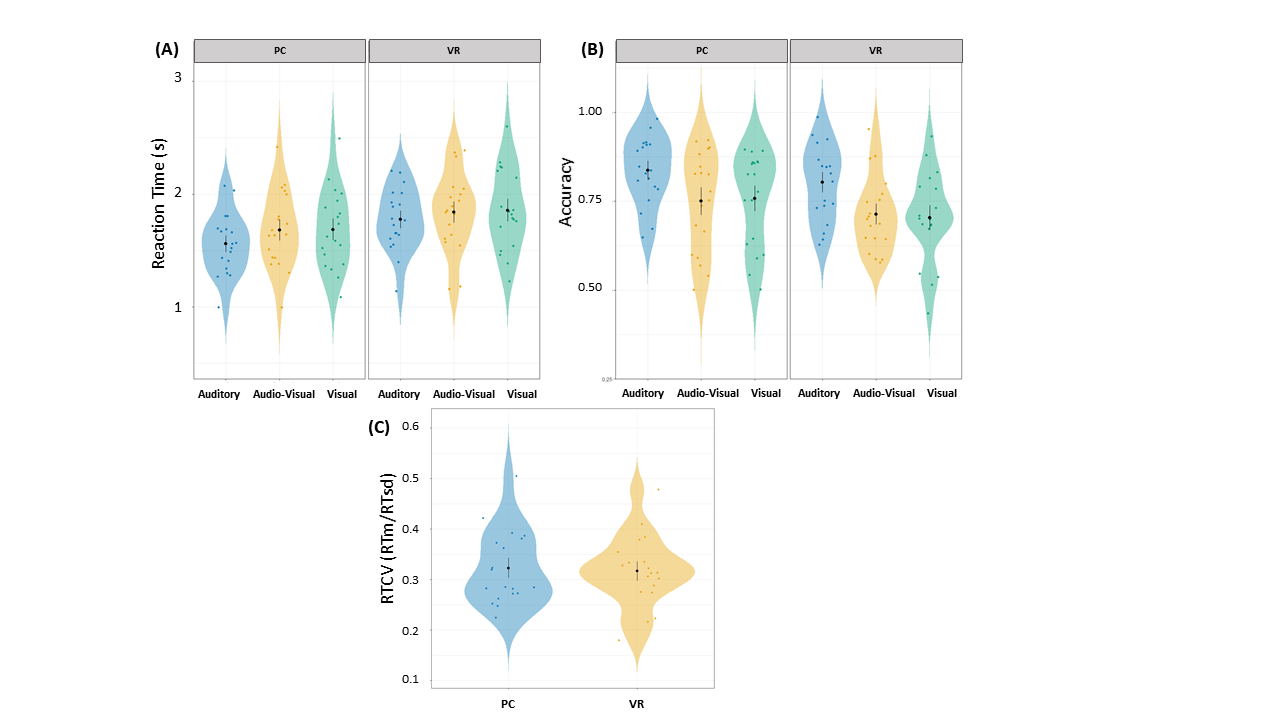 (A)
PC
VR
3
2
1
Reaction Time (s)
Auditory
Audio-Visual
Visual
Auditory
Audio-Visual
Visual
(B)
PC
VR
1.00
0.75
0.50
0.25
Accuracy
Auditory
Audio-Visual
Visual
Auditory
Audio-Visual
Visual
(C)
0.6
0.5
0.4
0.3
0.2
0.1
RTCV (RTm/RTsd)
PC
VR